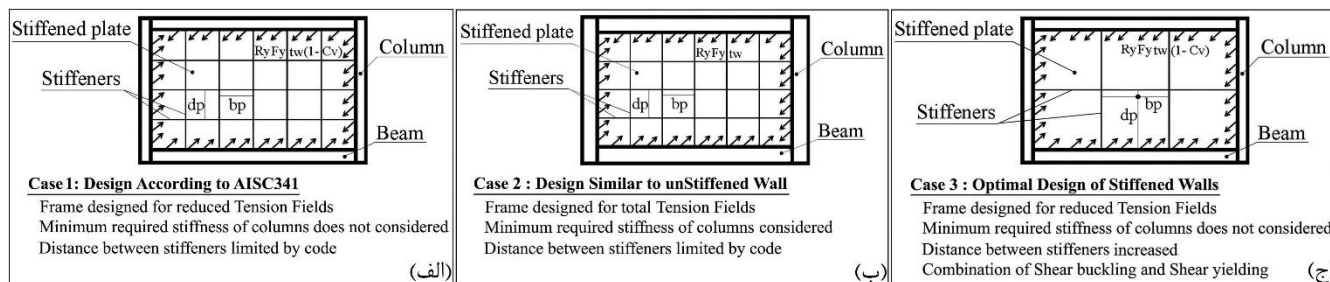 Stiffened plate
RyFytw(1-Cv)
Column
Stiffeners
dp
bp
Beam
Case 1: Design According to AISC341
Frame designed for reduced Tension Fields
Minimum required stiffness of columns does not considered
Distance between stiffeners limited by code
(الف)
Stiffened plate
RyFytw
Column
Stiffeners
dp
bp
Beam
Case 2 : Design Similar to unStiffened Wall
Frame designed for total Tension Fields
Minimum required stiffness of columns considered
Distance between stiffeners limited by code
(ب)
Stiffened plate
RyFytw(1-Cv)
Column
Stiffeners
bp
dp
Beam
Case 3 : Optimal Design of Stiffened Walls
Frame designed for reduced Tension Fields
Minimum required stiffness of columns does not considered
Distance between stiffeners increased
Combination of Shear buckling and Shear yielding
(ج)